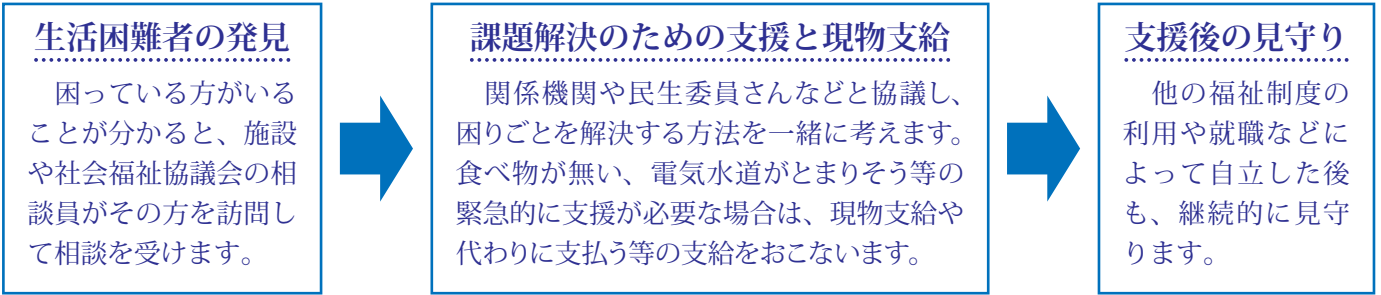 生活困難者の発見
　困っている方がいる
ことが分かると、施設
や社会福祉協議会の相
談員がその方を訪問し
て相談を受けます。
課題解決のための支援と現物支給
　関係機関や民生委員さんなどと協議し、
困りごとを解決する方法を一緒に考えます。
食べ物が無い、電気水道がとまりそう等の
緊急的に支援が必要な場合は、現物支給や
代わりに支払う等の支給をおこないます。
支援後の見守り
　他の福祉制度の
利用や就職などに
よって自立した後
も、継続的に見守
ります。